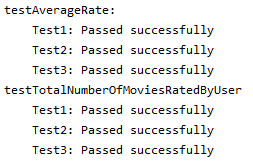 testAverageRate:
Test1: Passed successfully
Test2: Passed successfully
Test3: Passed successfully
testTotalNumberOfMoviesRatedByUser
Test1: Passed successfully
Test2: Passed successfully
Test3: Passed successfully